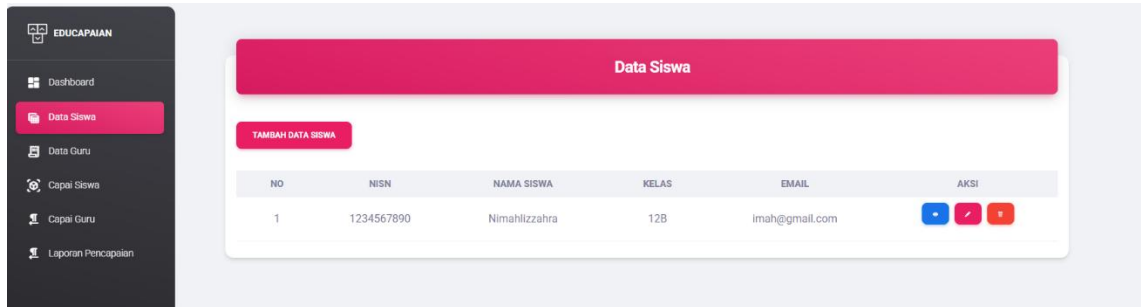 EDUCAPAIAN
Dashboard
Data Siswa
Data Guru
Capai Siswa
Capai Guru
Laporan Pencapaian
Data Siswa
TAMBAH DATA SISWA
NO NISN NAMA SISWA KELAS EMAIL AKSI
1 1234567890 Nimahlizzahra 12B imah@gmail.com